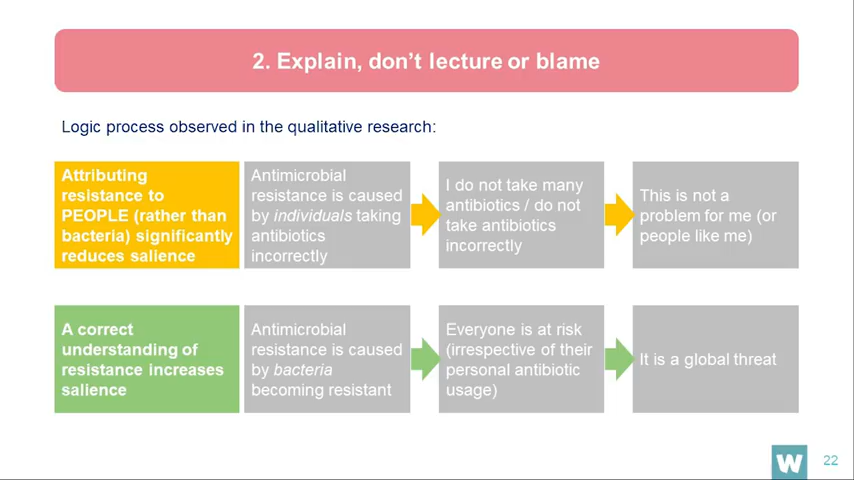 2. Explain, don’t lecture or blame
Logic process observed in the qualitative research:
Attributing
resistance to
PEOPLE (rather than
bacteria) significantly
reduces salience
Antimicrobial
resistance is caused
by individuals taking
antibiotics
incorrectly
I do not take many
antibiotics / do not
take antibiotics
incorrectly
This is not a
problem for me (or
people like me)
A correct
understanding of
resistance increases
salience
Antimicrobial
resistance is caused
by bacteria
becoming resistant
Everyone is at risk
(irrespective of their
personal antibiotic
usage)
It is a global threat
W
22